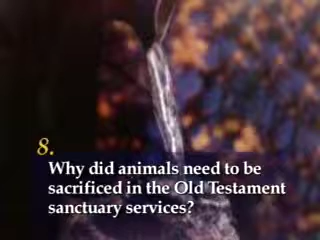 8.
Why did animals need to be
sacrificed in the Old Testament
sanctuary services?